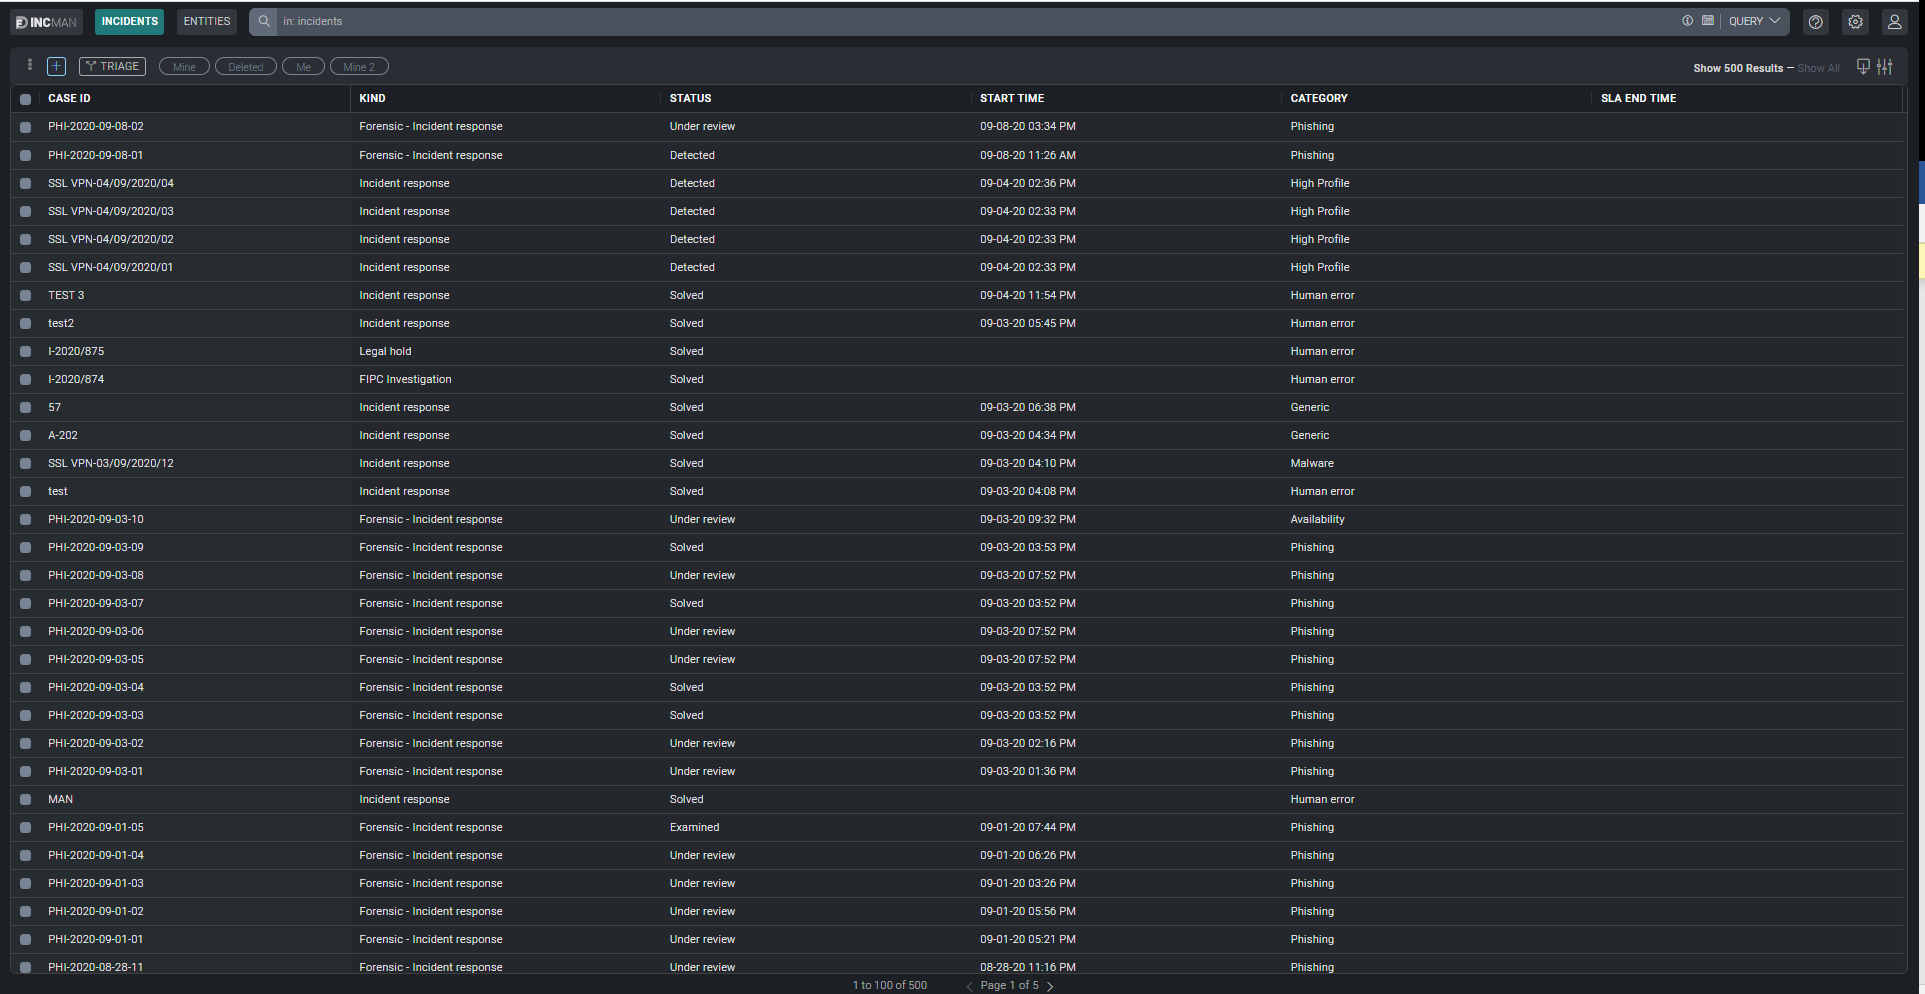 INCMAN INCIDENTS ENTITIES in: incidents QUERY
TRIAGE Mine Deleted Me Mine 2 Show 500 Results – Show All
CASE ID KIND STATUS START TIME CATEGORY SLA END TIME
PHI-2020-09-08-02 Forensic - Incident response Under review 09-08-20 03:34 PM Phishing
PHI-2020-09-08-01 Forensic - Incident response Detected 09-08-20 11:26 AM Phishing
SSL VPN-04/09/2020/04 Incident response Detected 09-04-20 02:36 PM High Profile
SSL VPN-04/09/2020/03 Incident response Detected 09-04-20 02:33 PM High Profile
SSL VPN-04/09/2020/02 Incident response Detected 09-04-20 02:33 PM High Profile
SSL VPN-04/09/2020/01 Incident response Detected 09-04-20 02:33 PM High Profile
TEST 3 Incident response Solved 09-04-20 11:54 PM Human error
test2 Incident response Solved 09-03-20 05:45 PM Human error
I-2020/875 Legal hold Solved Human error
I-2020/874 FIPC Investigation Solved Human error
57 Incident response Solved 09-03-20 06:38 PM Generic
A-202 Incident response Solved 09-03-20 04:34 PM Generic
SSL VPN-03/09/2020/12 Incident response Solved 09-03-20 04:10 PM Malware
test Incident response Solved 09-03-20 04:08 PM Human error
PHI-2020-09-03-10 Forensic - Incident response Under review 09-03-20 09:32 PM Availability
PHI-2020-09-03-09 Forensic - Incident response Solved 09-03-20 03:53 PM Phishing
PHI-2020-09-03-08 Forensic - Incident response Under review 09-03-20 07:52 PM Phishing
PHI-2020-09-03-07 Forensic - Incident response Solved 09-03-20 03:52 PM Phishing
PHI-2020-09-03-06 Forensic - Incident response Under review 09-03-20 07:52 PM Phishing
PHI-2020-09-03-05 Forensic - Incident response Under review 09-03-20 07:52 PM Phishing
PHI-2020-09-03-04 Forensic - Incident response Solved 09-03-20 03:52 PM Phishing
PHI-2020-09-03-03 Forensic - Incident response Solved 09-03-20 03:52 PM Phishing
PHI-2020-09-03-02 Forensic - Incident response Under review 09-03-20 02:16 PM Phishing
PHI-2020-09-03-01 Forensic - Incident response Under review 09-03-20 01:36 PM Phishing
MAN Incident response Solved Human error
PHI-2020-09-01-05 Forensic - Incident response Examined 09-01-20 07:44 PM Phishing
PHI-2020-09-01-04 Forensic - Incident response Under review 09-01-20 06:26 PM Phishing
PHI-2020-09-01-03 Forensic - Incident response Under review 09-01-20 03:26 PM Phishing
PHI-2020-09-01-02 Forensic - Incident response Under review 09-01-20 05:56 PM Phishing
PHI-2020-09-01-01 Forensic - Incident response Under review 09-01-20 05:21 PM Phishing
PHI-2020-08-28-11 Forensic - Incident response Under review 08-28-20 11:16 PM Phishing
1 to 100 of 500 Page 1 of 5